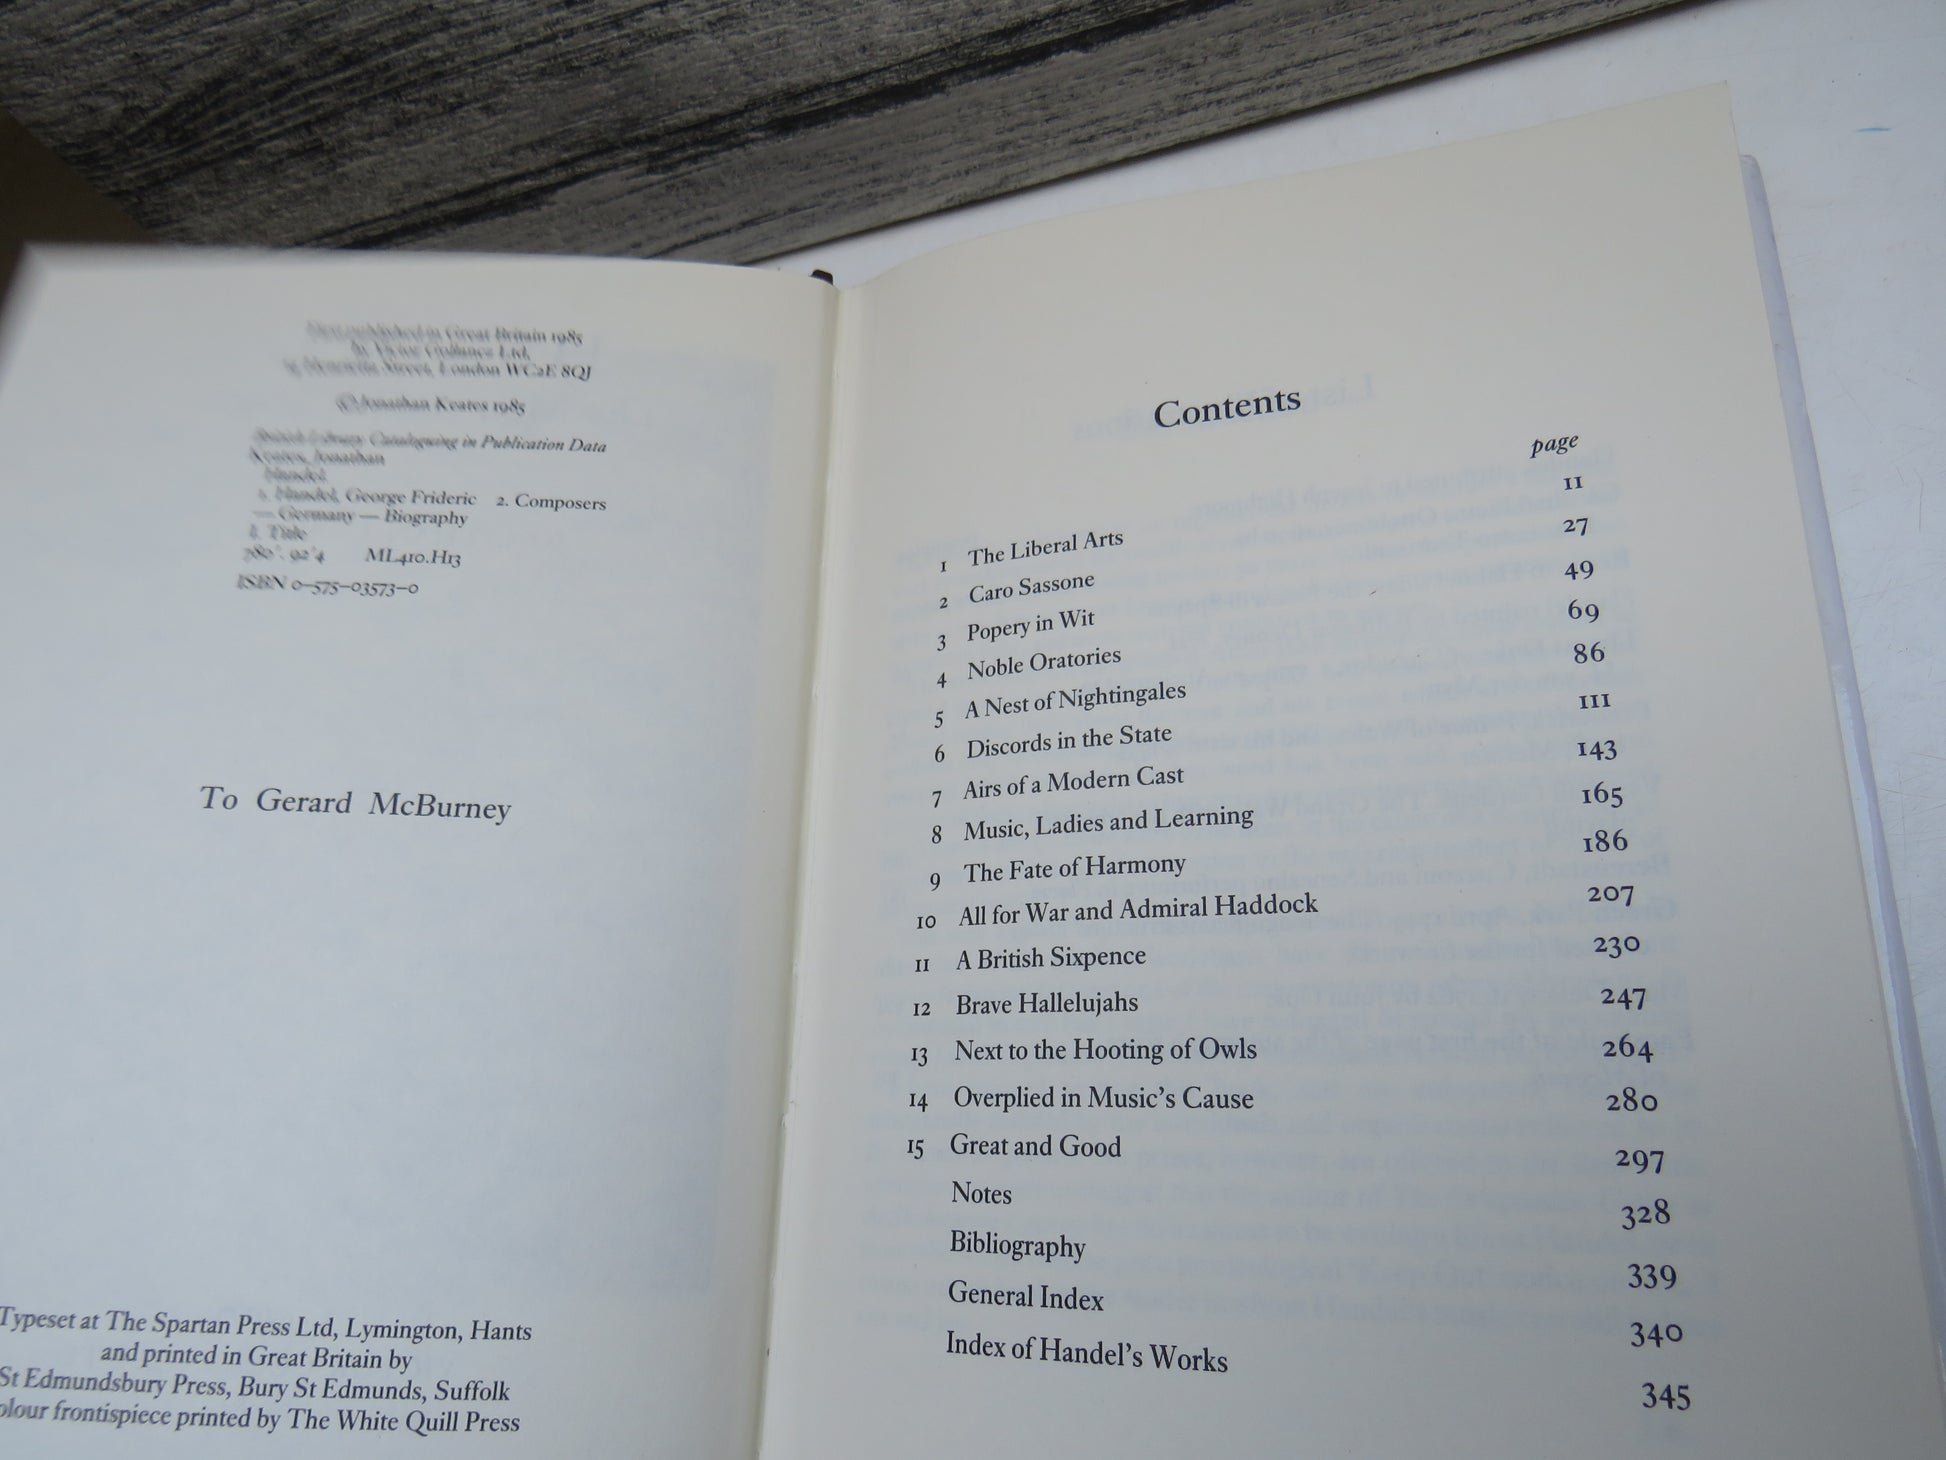 First published in Great Britain 1985
by Victor Gollancz Ltd,
14 Henrietta Street, London WC2E 8QJ
© Jonathan Keates 1985
British Library Cataloguing in Publication Data
Keates, Jonathan
Handel.
1. Handel, George Frideric 2. Composers
— Germany — Biography
I. Title
780'.92'4 ML410.H13
ISBN 0-575-03573-0
To Gerard McBurney
Typeset at The Spartan Press Ltd, Lymington, Hants
and printed in Great Britain by
St Edmundsbury Press, Bury St Edmunds, Suffolk
olour frontispiece printed by The White Quill Press
Contents
page
1 The Liberal Arts 11
2 Caro Sassone 27
3 Popery in Wit 49
4 Noble Oratories 69
5 A Nest of Nightingales 86
6 Discords in the State 111
7 Airs of a Modern Cast 143
8 Music, Ladies and Learning 165
9 The Fate of Harmony 186
10 All for War and Admiral Haddock 207
11 A British Sixpence 230
12 Brave Hallelujahs 247
13 Next to the Hooting of Owls 264
14 Overplied in Music's Cause 280
15 Great and Good 297
Notes 328
Bibliography 339
General Index 340
Index of Handel's Works 345